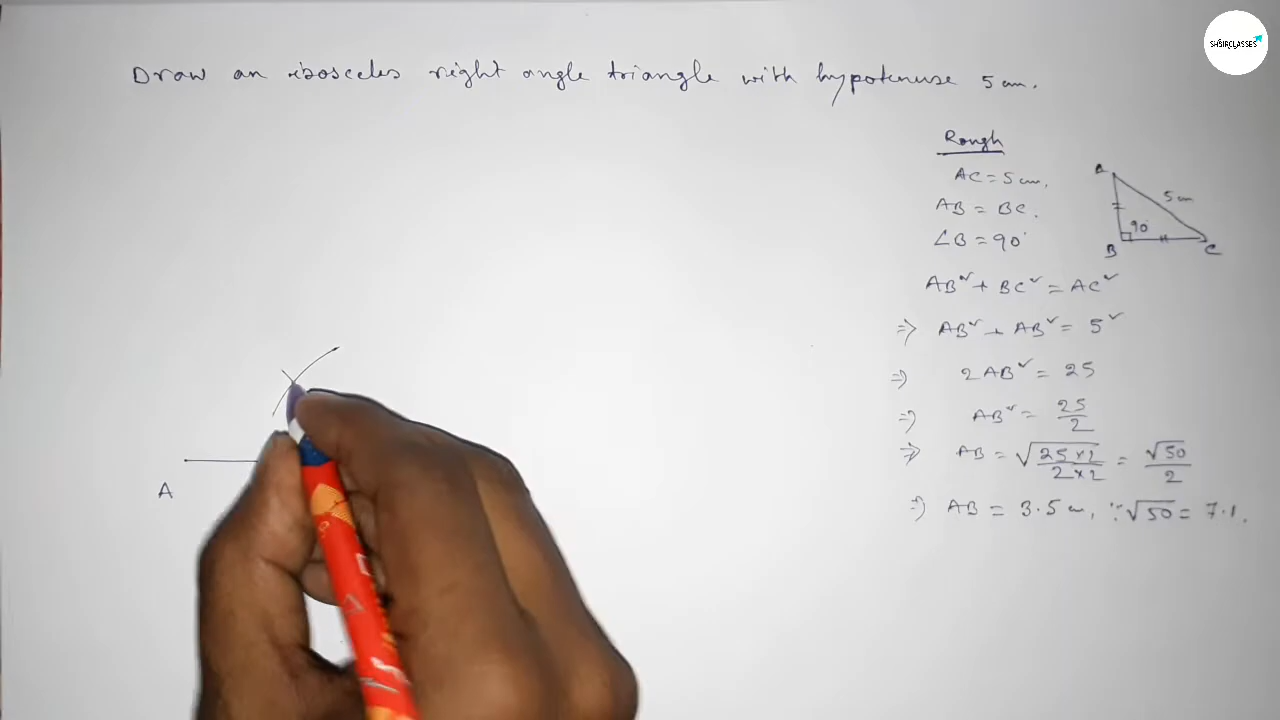 SHSIRCLASSES
Draw an isosceles right angle triangle with hypotenuse 5 cm.
Rough
AC = 5 cm,
AB = BC.
∠B = 90°
A
5 cm
90°
B
C
AB² + BC² = AC²
⇒ AB² + AB² = 5²
⇒ 2AB² = 25
⇒ AB² = 25/2
⇒ AB = √(25×2)/(2×2) = √50/2
⇒ AB = 3.5 cm, ∵ √50 = 7.1.
A